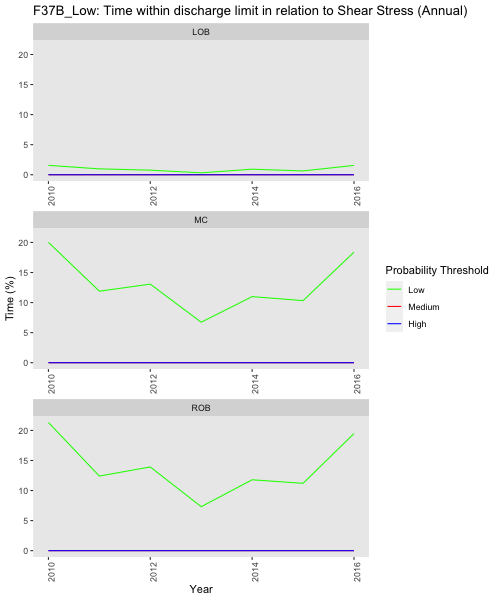 F37B_Low: Time within discharge limit in relation to Shear Stress (Annual)
LOB
20
15
10
5
0
2010 2012 2014 2016
MC
20
15
10
5
0
2010 2012 2014 2016
ROB
20
15
10
5
0
2010 2012 2014 2016
Time (%)
Year
Probability Threshold
Low
Medium
High